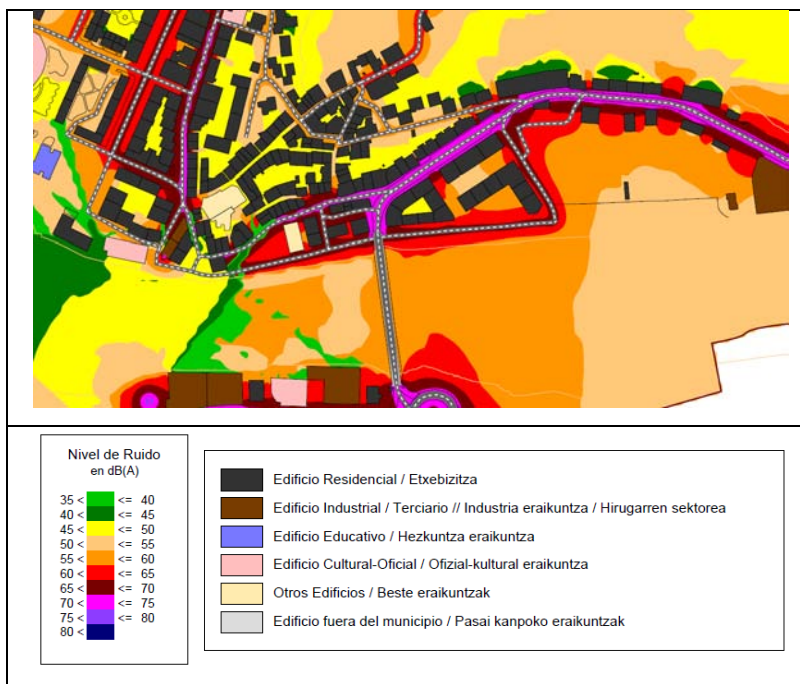 Nivel de Ruido
en dB(A)
35 < <= 40
40 < <= 45
45 < <= 50
50 < <= 55
55 < <= 60
60 < <= 65
65 < <= 70
70 < <= 75
75 < <= 80
80 <
Edificio Residencial / Etxebizitza
Edificio Industrial / Terciario // Industria eraikuntza / Hirugarren sektorea
Edificio Educativo / Hezkuntza eraikuntza
Edificio Cultural-Oficial / Ofizial-kultural eraikuntza
Otros Edificios / Beste eraikuntzak
Edificio fuera del municipio / Pasai kanpoko eraikuntzak